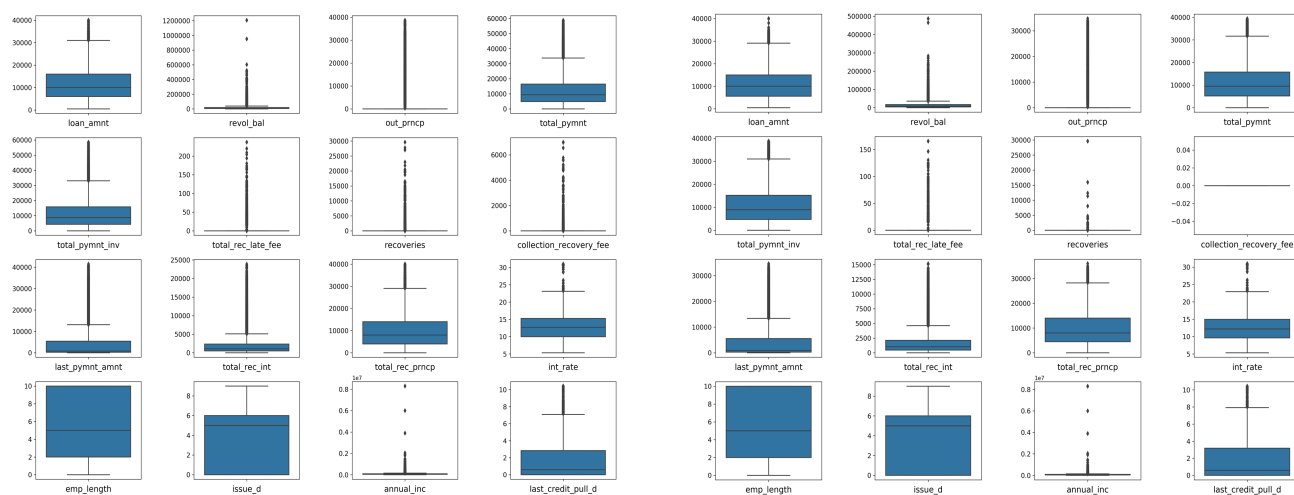 40000 30000 20000 10000 0 loan_amnt
1200000 1000000 800000 600000 400000 200000 0 revol_bal
40000 30000 20000 10000 0 out_prncp
60000 50000 40000 30000 20000 10000 0 total_pymnt
40000 30000 20000 10000 0 loan_amnt
500000 400000 300000 200000 100000 0 revol_bal
30000 20000 10000 0 out_prncp
40000 30000 20000 10000 0 total_pymnt
60000 50000 40000 30000 20000 10000 0 total_pymnt_inv
200 150 100 50 0 total_rec_late_fee
30000 25000 20000 15000 10000 5000 0 recoveries
6000 4000 2000 0 collection_recovery_fee
40000 30000 20000 10000 0 total_pymnt_inv
150 100 50 0 total_rec_late_fee
30000 25000 20000 15000 10000 5000 0 recoveries
0.04 0.02 0.00 −0.02 −0.04 collection_recovery_fee
40000 30000 20000 10000 0 last_pymnt_amnt
25000 20000 15000 10000 5000 0 total_rec_int
40000 30000 20000 10000 0 total_rec_prncp
30 25 20 15 10 5 int_rate
30000 20000 10000 0 last_pymnt_amnt
15000 12500 10000 7500 5000 2500 0 total_rec_int
30000 20000 10000 0 total_rec_prncp
30 25 20 15 10 5 int_rate
10 8 6 4 2 0 emp_length
8 6 4 2 0 issue_d
1e7 0.8 0.6 0.4 0.2 0.0 annual_inc
10 8 6 4 2 0 last_credit_pull_d
10 8 6 4 2 0 emp_length
8 6 4 2 0 issue_d
1e7 0.8 0.6 0.4 0.2 0.0 annual_inc
10 8 6 4 2 0 last_credit_pull_d